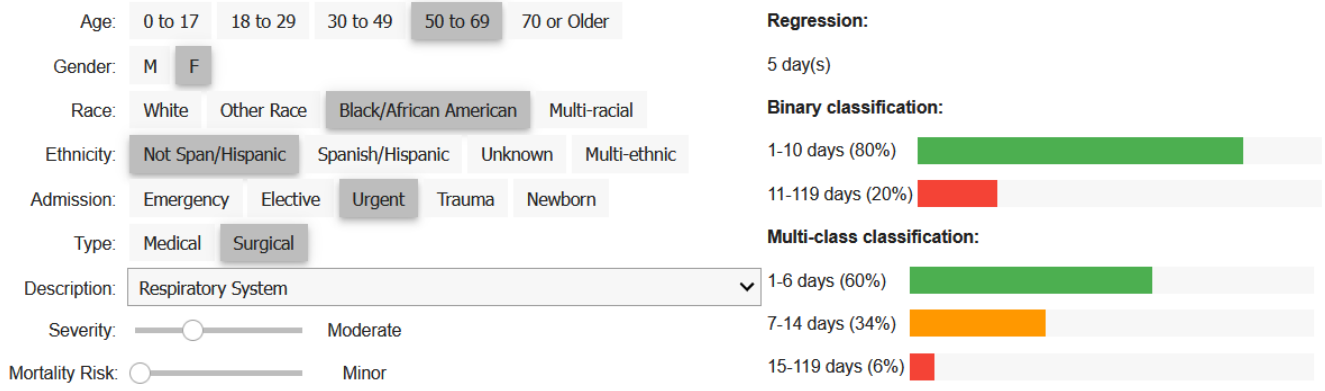 Age: 0 to 17 18 to 29 30 to 49 50 to 69 70 or Older
Gender: M F
Race: White Other Race Black/African American Multi-racial
Ethnicity: Not Span/Hispanic Spanish/Hispanic Unknown Multi-ethnic
Admission: Emergency Elective Urgent Trauma Newborn
Type: Medical Surgical
Description: Respiratory System
Severity: Moderate
Mortality Risk: Minor
Regression:
5 day(s)
Binary classification:
1-10 days (80%)
11-119 days (20%)
Multi-class classification:
1-6 days (60%)
7-14 days (34%)
15-119 days (6%)